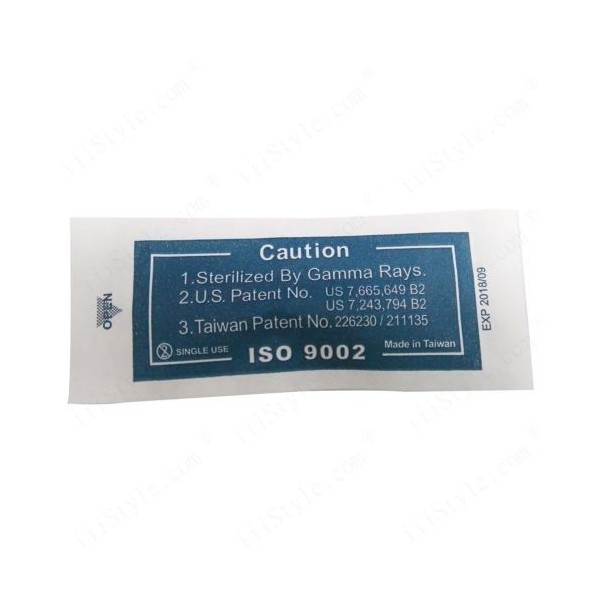 Caution
1.Sterilized By Gamma Rays.
2.U.S. Patent No. US 7,665,649 B2
US 7,243,794 B2
3.Taiwan Patent No. 226230 / 211135
SINGLE USE ISO 9002 Made in Taiwan
OPEN
EXP 2018/09